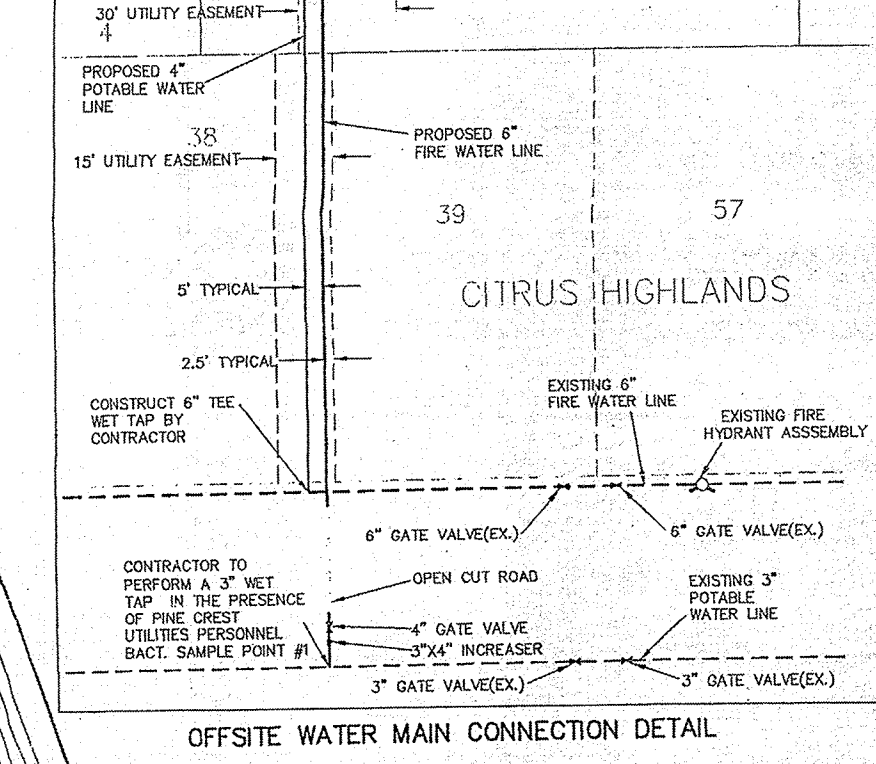 30' UTILITY EASEMENT
4
PROPOSED 4"
POTABLE WATER
LINE
38
15' UTILITY EASEMENT
PROPOSED 6"
FIRE WATER LINE
39
57
CITRUS HIGHLANDS
5' TYPICAL
2.5' TYPICAL
CONSTRUCT 6" TEE
WET TAP BY
CONTRACTOR
EXISTING 6"
FIRE WATER LINE
EXISTING FIRE
HYDRANT ASSSEMBLY
6" GATE VALVE(EX.)
6" GATE VALVE(EX.)
CONTRACTOR TO
PERFORM A 3" WET
TAP IN THE PRESENCE
OF PINE CREST
UTILITIES PERSONNEL
BACT. SAMPLE POINT #1
OPEN CUT ROAD
4" GATE VALVE
3"X4" INCREASER
EXISTING 3"
POTABLE
WATER LINE
3" GATE VALVE(EX.)
3" GATE VALVE(EX.)
OFFSITE WATER MAIN CONNECTION DETAIL